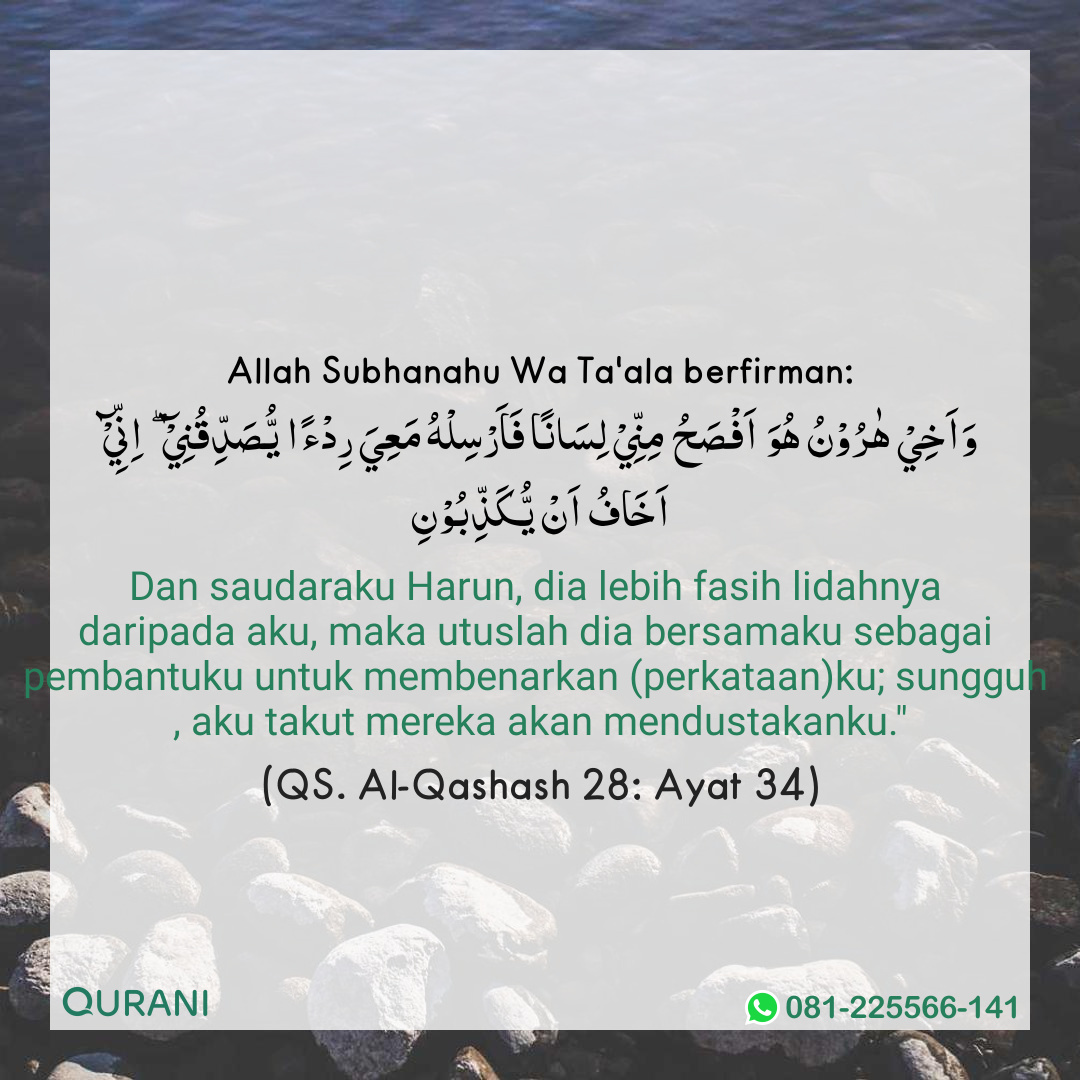 Allah Subhanahu Wa Ta'ala berfirman:
وَاَخِيْ هٰرُوْنُ هُوَ اَفْصَحُ مِنِّيْ لِسَانًا فَاَرْسِلْهُ مَعِيَ رِدْءًا يُّصَدِّقُنِيْٓ ۖ اِنِّيْٓ
اَخَافُ اَنْ يُّكَذِّبُوْنِ
Dan saudaraku Harun, dia lebih fasih lidahnya
daripada aku, maka utuslah dia bersamaku sebagai
pembantuku untuk membenarkan (perkataan)ku; sungguh
, aku takut mereka akan mendustakanku."
(QS. Al-Qashash 28: Ayat 34)
QURANI
081-225566-141